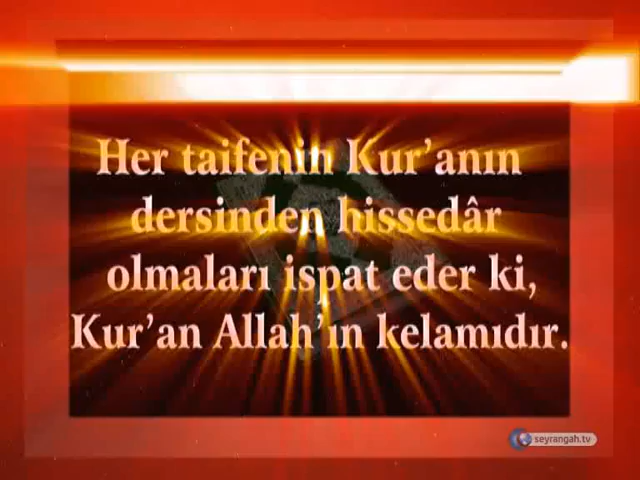 Her taifenin Kur'anın
dersinden hissedâr
olmaları ispat eder ki,
Kur'an Allah'ın kelamıdır.
seyrangah.tv